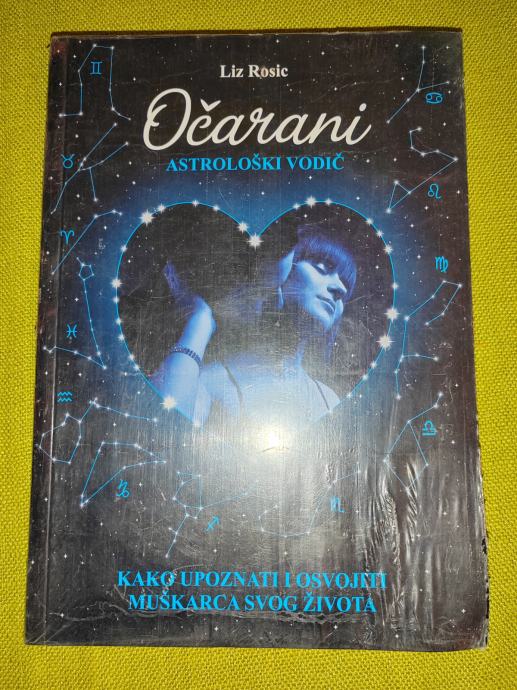 Liz Rosic
Očarani
ASTROLOŠKI VODIČ
KAKO UPOZNATI I OSVOJITI
MUŠKARCA SVOG ŽIVOTA